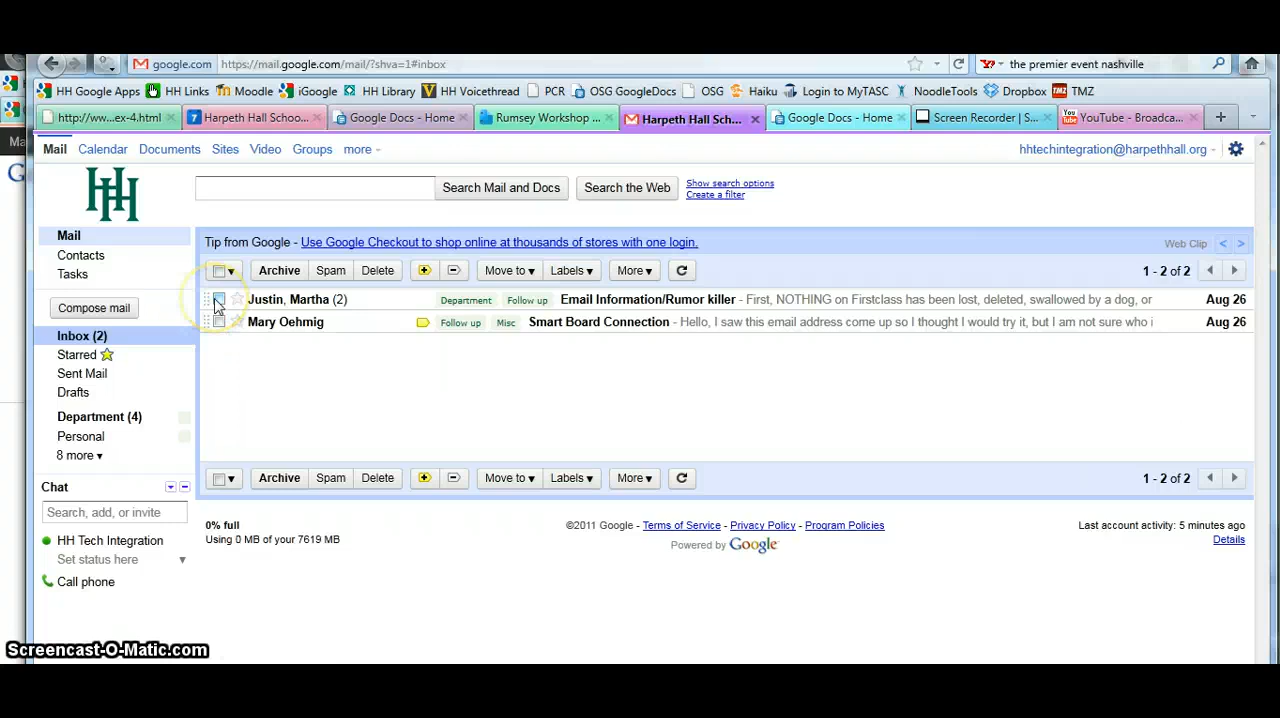 google.com https://mail.google.com/mail/?shva=1#inbox the premier event nashville
HH Google Apps HH Links Moodle iGoogle HH Library HH Voicethread PCR OSG GoogleDocs OSG Haiku Login to MyTASC NoodleTools Dropbox TMZ
http://ww...ex-4.html Harpeth Hall Schoo... Google Docs - Home Rumsey Workshop ... Harpeth Hall Sch... Google Docs - Home Screen Recorder | S... YouTube - Broadca...
Mail Calendar Documents Sites Video Groups more hhtechintegration@harpethhall.org
HH
Search Mail and Docs Search the Web Show search options
Create a filter
Mail
Contacts
Tasks
Compose mail
Inbox (2)
Starred
Sent Mail
Drafts
Department (4)
Personal
8 more
Tip from Google - Use Google Checkout to shop online at thousands of stores with one login. Web Clip < >
Archive Spam Delete Move to Labels More 1 - 2 of 2
Justin, Martha (2) Department Follow up Email Information/Rumor killer - First, NOTHING on Firstclass has been lost, deleted, swallowed by a dog, or Aug 26
Mary Oehmig Follow up Misc Smart Board Connection - Hello, I saw this email address come up so I thought I would try it, but I am not sure who i Aug 26
Archive Spam Delete Move to Labels More 1 - 2 of 2
Chat
Search, add, or invite
HH Tech Integration
Set status here
Call phone
0% full
Using 0 MB of your 7619 MB
©2011 Google - Terms of Service - Privacy Policy - Program Policies
Powered by Google
Last account activity: 5 minutes ago
Details
Screencast-O-Matic.com